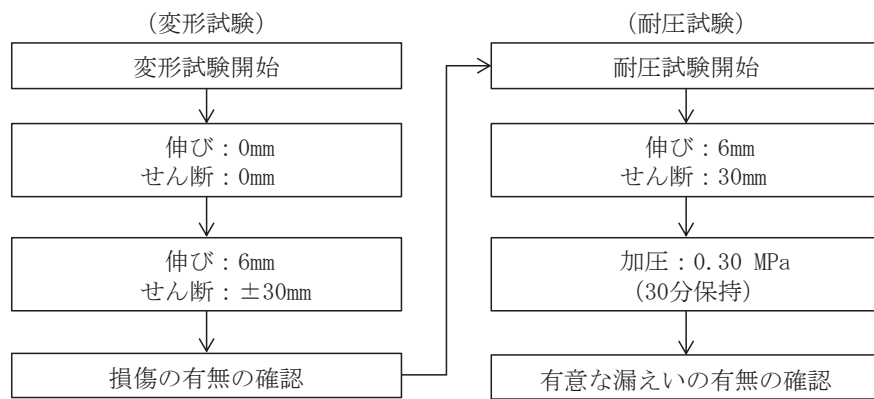 (変形試験)
変形試験開始
伸び:0mm
せん断:0mm
伸び:6mm
せん断:±30mm
損傷の有無の確認
(耐圧試験)
耐圧試験開始
伸び:6mm
せん断:30mm
加圧:0.30 MPa
(30分保持)
有意な漏えいの有無の確認